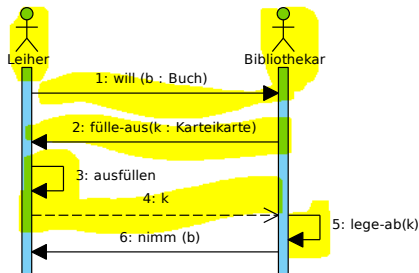 Leiher
Bibliothekar
1: will (b : Buch)
2: fülle-aus(k : Karteikarte)
3: ausfüllen
4: k
5: lege-ab(k)
6: nimm (b)